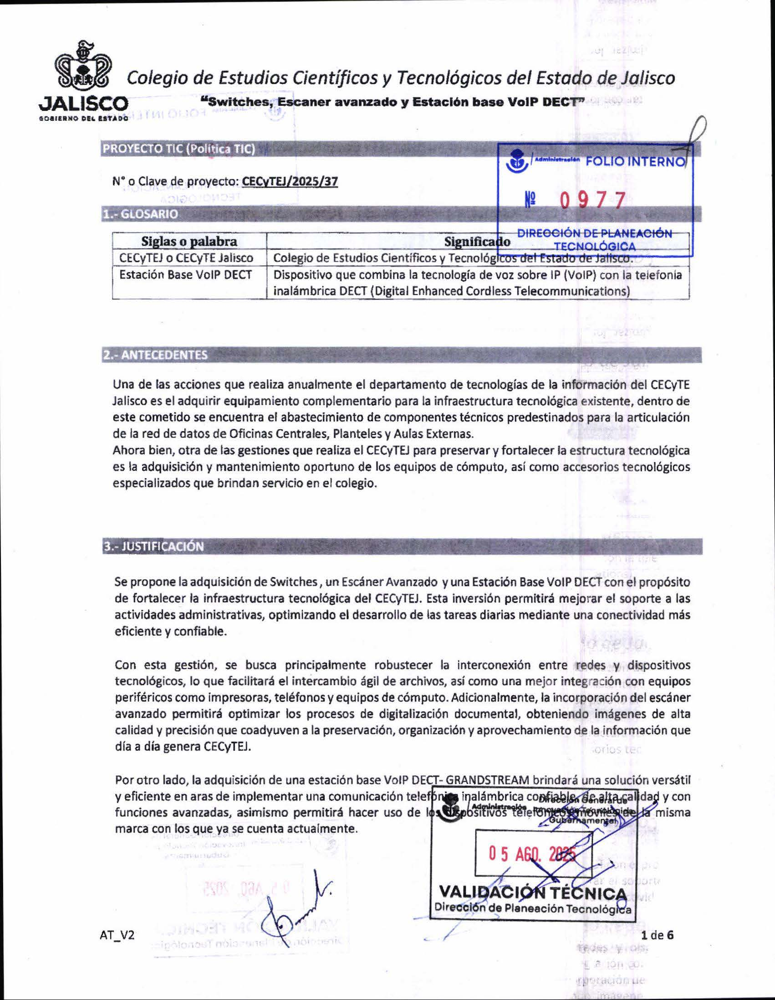 Colegio de Estudios Científicos y Tecnológicos del Estado de Jalisco
JALISCO
GOBIERNO DEL ESTADO
“Switches, Escaner avanzado y Estación base VoIP DECT”
PROYECTO TIC (Política TIC)
Administración FOLIO INTERNO
N° o Clave de proyecto: CECyTEJ/2025/37
Nº 0977
1.- GLOSARIO
DIRECCIÓN DE PLANEACIÓN
TECNOLÓGICA
Siglas o palabra Significado
CECyTEJ o CECyTE Jalisco Colegio de Estudios Científicos y Tecnológicos del Estado de Jalisco.
Estación Base VoIP DECT Dispositivo que combina la tecnología de voz sobre IP (VoIP) con la telefonía
inalámbrica DECT (Digital Enhanced Cordless Telecommunications)
2.- ANTECEDENTES
Una de las acciones que realiza anualmente el departamento de tecnologías de la información del CECyTE
Jalisco es el adquirir equipamiento complementario para la infraestructura tecnológica existente, dentro de
este cometido se encuentra el abastecimiento de componentes técnicos predestinados para la articulación
de la red de datos de Oficinas Centrales, Planteles y Aulas Externas.
Ahora bien, otra de las gestiones que realiza el CECyTEJ para preservar y fortalecer la estructura tecnológica
es la adquisición y mantenimiento oportuno de los equipos de cómputo, así como accesorios tecnológicos
especializados que brindan servicio en el colegio.
3.- JUSTIFICACIÓN
Se propone la adquisición de Switches, un Escáner Avanzado y una Estación Base VoIP DECT con el propósito
de fortalecer la infraestructura tecnológica del CECyTEJ. Esta inversión permitirá mejorar el soporte a las
actividades administrativas, optimizando el desarrollo de las tareas diarias mediante una conectividad más
eficiente y confiable.
Con esta gestión, se busca principalmente robustecer la interconexión entre redes y dispositivos
tecnológicos, lo que facilitará el intercambio ágil de archivos, así como una mejor integración con equipos
periféricos como impresoras, teléfonos y equipos de cómputo. Adicionalmente, la incorporación del escáner
avanzado permitirá optimizar los procesos de digitalización documental, obteniendo imágenes de alta
calidad y precisión que coadyuven a la preservación, organización y aprovechamiento de la información que
día a día genera CECyTEJ.
Por otro lado, la adquisición de una estación base VoIP DECT- GRANDSTREAM brindará una solución versátil
y eficiente en aras de implementar una comunicación telefónica inalámbrica confiable, de alta calidad y con
funciones avanzadas, asimismo permitirá hacer uso de los dispositivos telefónicos móviles de la misma
marca con los que ya se cuenta actualmente.
Administración
Dirección General de
Innovación Tecnológica
Gubernamental
05 AGO. 2025
VALIDACIÓN TÉCNICA
Dirección de Planeación Tecnológica
AT_V2
1 de 6